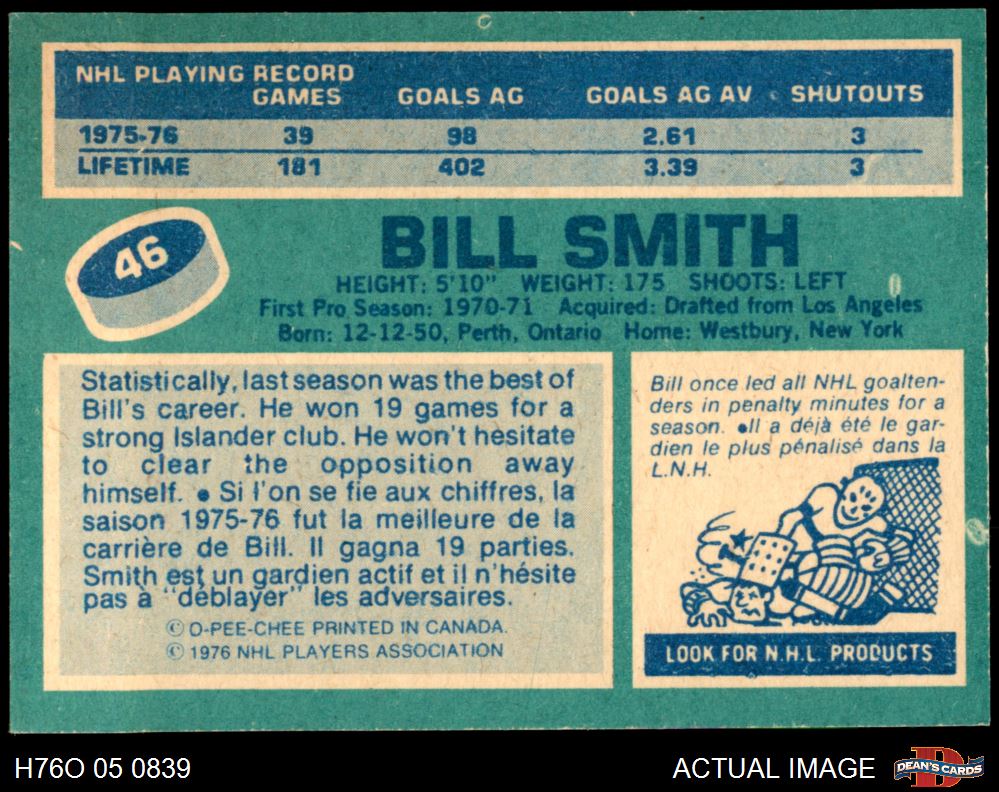 NHL PLAYING RECORD
GAMES GOALS AG GOALS AG AV SHUTOUTS
1975-76 39 98 2.61 3
LIFETIME 181 402 3.39 3
46
BILL SMITH
HEIGHT: 5'10" WEIGHT: 175 SHOOTS: LEFT
First Pro Season: 1970-71 Acquired: Drafted from Los Angeles
Born: 12-12-50, Perth, Ontario Home: Westbury, New York
Statistically, last season was the best of
Bill's career. He won 19 games for a
strong Islander club. He won't hesitate
to clear the opposition away
himself. • Si l'on se fie aux chiffres, la
saison 1975-76 fut la meilleure de la
carrière de Bill. Il gagna 19 parties.
Smith est un gardien actif et il n'hésite
pas à "déblayer" les adversaires.
© O-PEE-CHEE PRINTED IN CANADA.
© 1976 NHL PLAYERS ASSOCIATION
Bill once led all NHL goalten-
ders in penalty minutes for a
season. •Il a déjà été le gar-
dien le plus pénalisé dans la
L.N.H.
LOOK FOR N.H.L. PRODUCTS
H76O 05 0839
ACTUAL IMAGE
DEAN'S CARDS